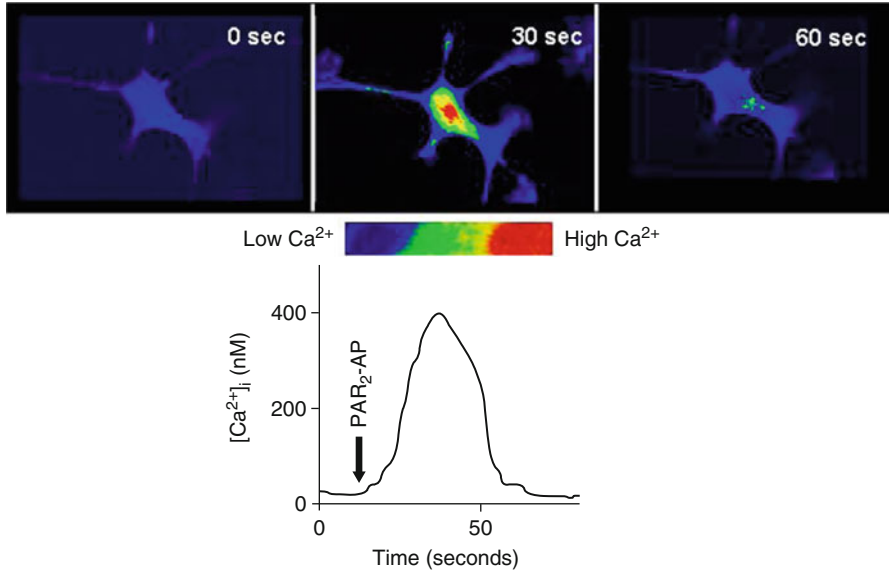 0 sec
30 sec
60 sec
Low Ca²⁺
High Ca²⁺
400
200
0
[Ca²⁺]ᵢ (nM)
PAR₂-AP
0
50
Time (seconds)